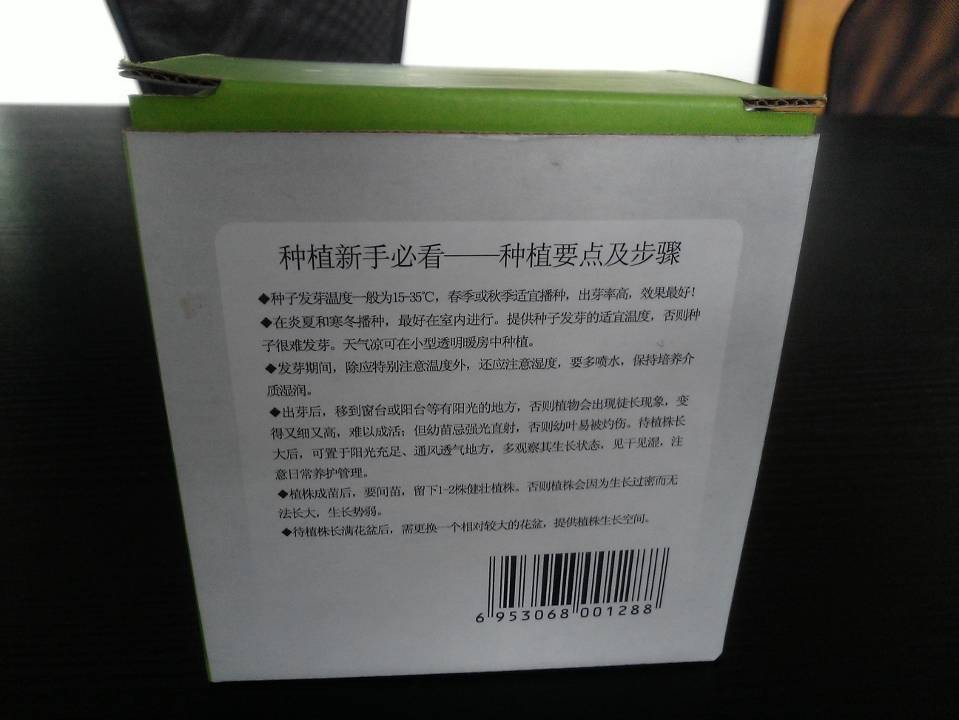 种植新手必看——种植要点及步骤
◆种子发芽温度一般为15-35℃，春季或秋季适宜播种，出芽率高，效果最好！
◆在炎夏和寒冬播种，最好在室内进行。提供种子发芽的适宜温度，否则种
子很难发芽。天气凉可在小型透明暖房中种植。
◆发芽期间，除应特别注意温度外，还应注意湿度，要多喷水，保持培养介
质湿润。
◆出芽后，移到窗台或阳台等有阳光的地方，否则植物会出现徒长现象，变
得又细又高，难以成活；但幼苗忌强光直射，否则幼叶易被灼伤。待植株长
大后，可置于阳光充足、通风透气地方，多观察其生长状态，见干见湿，注
意日常养护管理。
◆植株成苗后，要间苗，留下1-2株健壮植株。否则植株会因为生长过密而无
法长大，生长势弱。
◆待植株长满花盆后，需更换一个相对较大的花盆，提供植株生长空间。
6 953068 001288